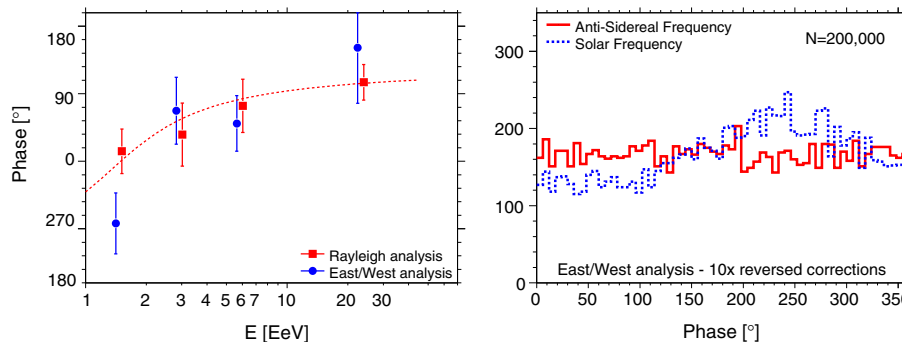 180
90
0
270
180
Phase [°]
Rayleigh analysis
East/West analysis
1 2 3 4 5 6 7 10 20 30
E [EeV]
300
200
100
0
Anti-Sidereal Frequency
Solar Frequency
N=200,000
East/West analysis - 10x reversed corrections
0 50 100 150 200 250 300
Phase [°]